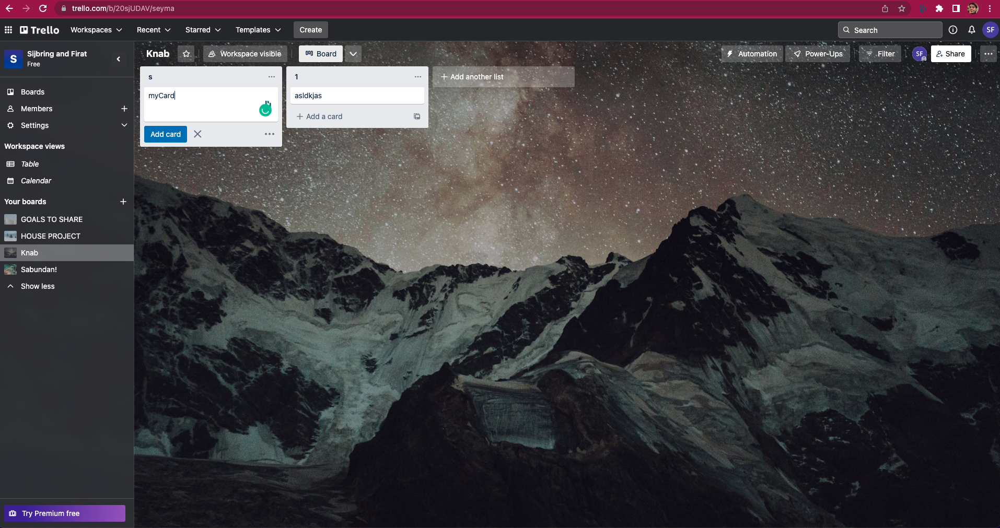 trello.com/b/20sjUDAV/seyma
Trello Workspaces Recent Starred Templates Create Search SF
S Sijbring and Firat
Free
Knab Workspace visible Board Automation Power-Ups Filter SF Share
Boards
Members
Settings
Workspace views
Table
Calendar
Your boards
GOALS TO SHARE
HOUSE PROJECT
Knab
Sabundan!
Show less
Try Premium free
s
myCard
Add card
1
asldkjas
Add a card
Add another list